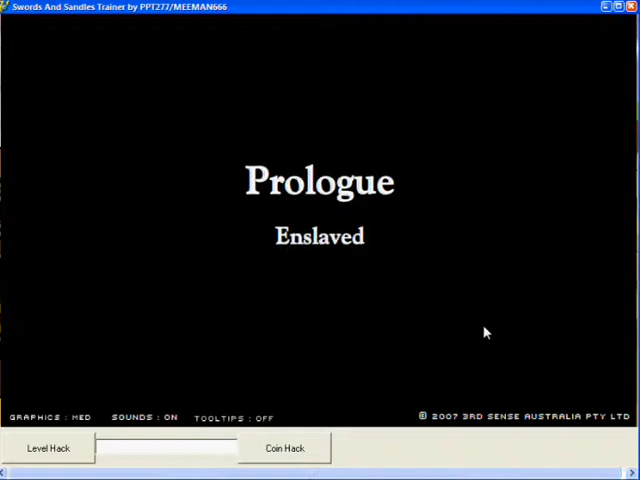 Swords And Sandles Trainer by PPT277/MEEMAN666
Prologue
Enslaved
GRAPHICS : MED SOUNDS : ON TOOLTIPS : OFF © 2007 3RD SENSE AUSTRALIA PTY LTD
Level Hack Coin Hack